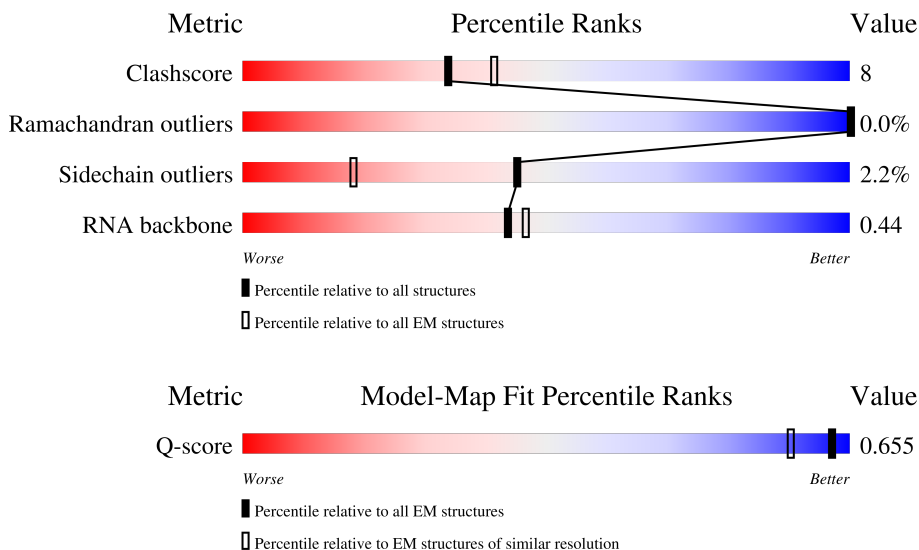 Metric Percentile Ranks Value
Clashscore 8
Ramachandran outliers 0.0%
Sidechain outliers 2.2%
RNA backbone 0.44
Worse Better
Percentile relative to all structures
Percentile relative to all EM structures
Metric Model-Map Fit Percentile Ranks Value
Q-score 0.655
Worse Better
Percentile relative to all EM structures
Percentile relative to EM structures of similar resolution